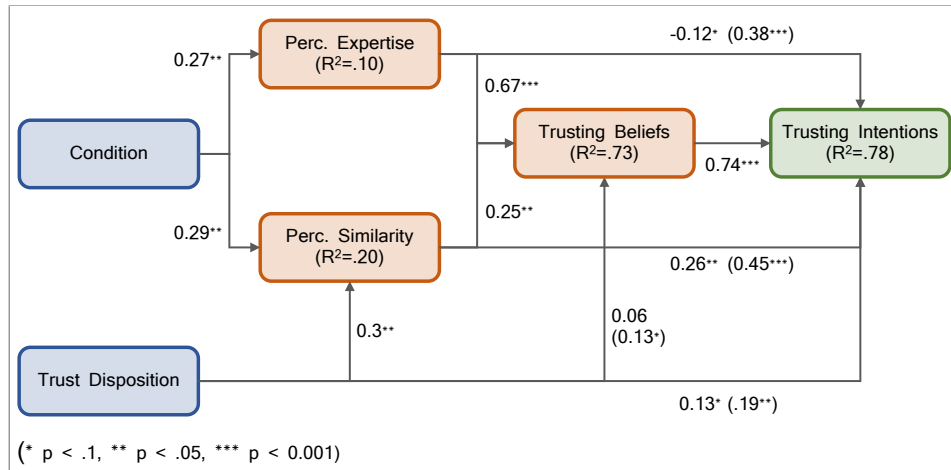 Perc. Expertise
(R²=.10)
-0.12* (0.38***)
0.27**
0.67***
Condition
Trusting Beliefs
(R²=.73)
0.74***
Trusting Intentions
(R²=.78)
0.29**
Perc. Similarity
(R²=.20)
0.25**
0.26** (0.45***)
0.3**
0.06
(0.13*)
Trust Disposition
0.13* (.19**)
(* p < .1, ** p < .05, *** p < 0.001)